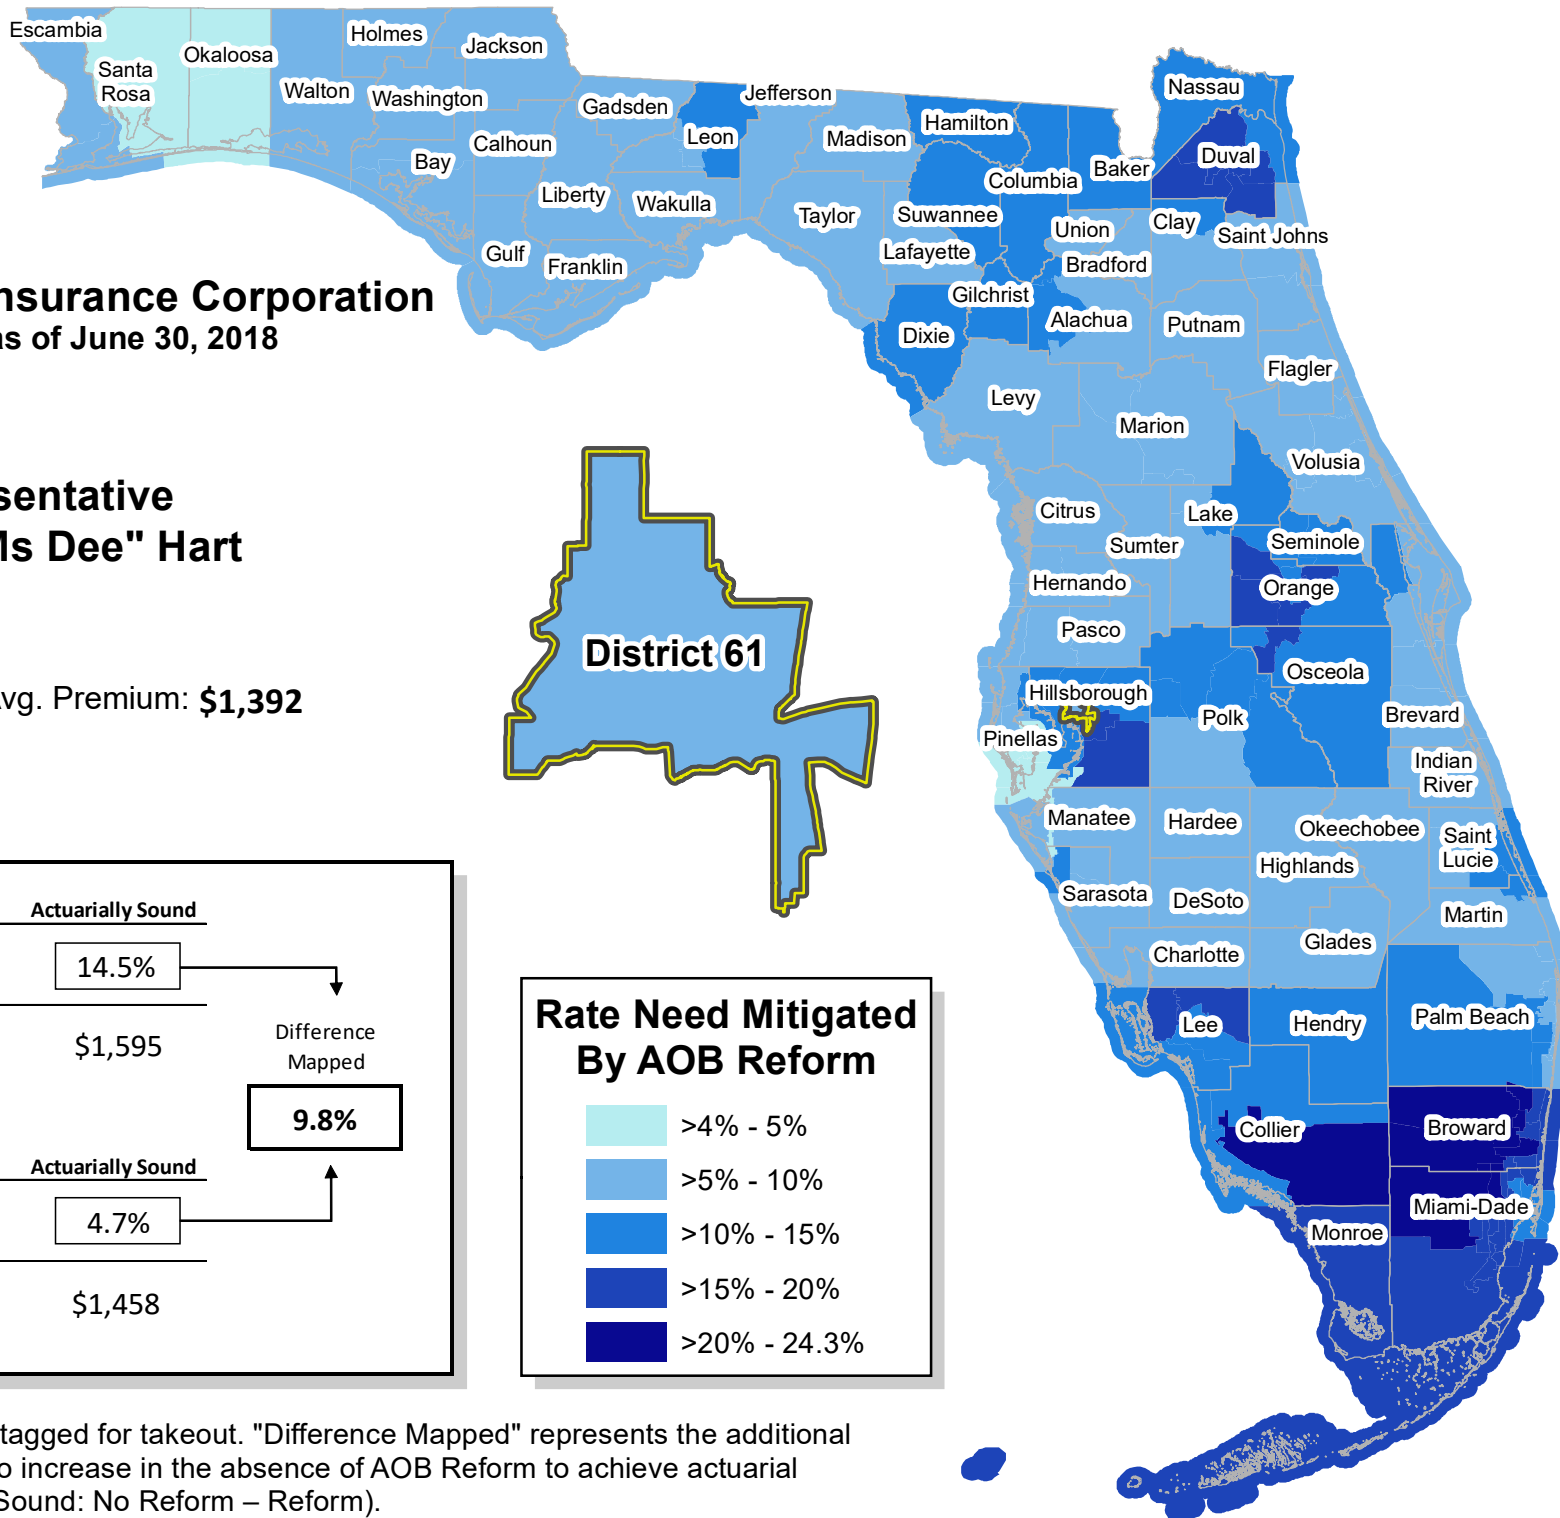 nsurance Corporation
as of June 30, 2018
sentative
Ms Dee" Hart
Avg. Premium: $1,392
Actuarially Sound
14.5%
$1,595
Difference
Mapped
9.8%
Actuarially Sound
4.7%
$1,458
tagged for takeout. "Difference Mapped" represents the additional
o increase in the absence of AOB Reform to achieve actuarial
Sound: No Reform – Reform).
District 61
Rate Need Mitigated
By AOB Reform
>4% - 5%
>5% - 10%
>10% - 15%
>15% - 20%
>20% - 24.3%
Escambia
Santa
Rosa
Okaloosa
Walton
Holmes
Washington
Jackson
Bay
Calhoun
Gulf
Liberty
Franklin
Gadsden
Leon
Wakulla
Jefferson
Madison
Taylor
Hamilton
Suwannee
Lafayette
Columbia
Baker
Nassau
Duval
Union
Clay
Saint Johns
Bradford
Gilchrist
Dixie
Alachua
Putnam
Flagler
Levy
Marion
Volusia
Citrus
Lake
Sumter
Seminole
Hernando
Orange
Pasco
Osceola
Hillsborough
Polk
Brevard
Pinellas
Indian
River
Manatee
Hardee
Okeechobee
Saint
Lucie
Highlands
Sarasota
DeSoto
Martin
Glades
Charlotte
Lee
Hendry
Palm Beach
Collier
Broward
Miami-Dade
Monroe